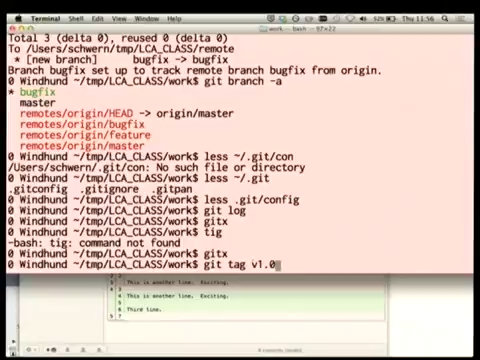 Terminal Shell Edit View Window Help
Thu 11:56
work — bash — 97×22
Total 3 (delta 0), reused 0 (delta 0)
To /Users/schwern/tmp/LCA_CLASS/remote
* [new branch]      bugfix -> bugfix
Branch bugfix set up to track remote branch bugfix from origin.
0 Windhund ~/tmp/LCA_CLASS/work$ git branch -a
* bugfix
master
remotes/origin/HEAD -> origin/master
remotes/origin/bugfix
remotes/origin/feature
remotes/origin/master
0 Windhund ~/tmp/LCA_CLASS/work$ less ~/.git/con
/Users/schwern/.git/con: No such file or directory
0 Windhund ~/tmp/LCA_CLASS/work$ less ~/.git
.gitconfig  .gitignore  .gitpan
0 Windhund ~/tmp/LCA_CLASS/work$ less .git/config
0 Windhund ~/tmp/LCA_CLASS/work$ git log
0 Windhund ~/tmp/LCA_CLASS/work$ gitx
0 Windhund ~/tmp/LCA_CLASS/work$ tig
-bash: tig: command not found
0 Windhund ~/tmp/LCA_CLASS/work$ gitx
0 Windhund ~/tmp/LCA_CLASS/work$ git tag v1.0
This is another line. Exciting.
This is another line. Exciting.
Third line.